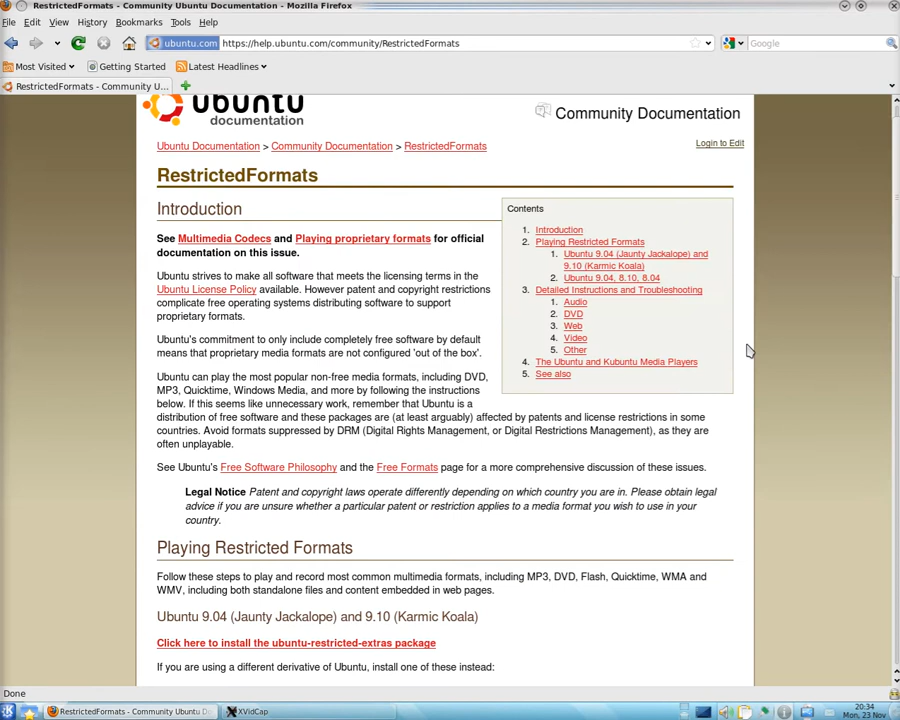 RestrictedFormats - Community Ubuntu Documentation - Mozilla Firefox
File Edit View History Bookmarks Tools Help
ubuntu.com https://help.ubuntu.com/community/RestrictedFormats Google
Most Visited Getting Started Latest Headlines
RestrictedFormats - Community U...
ubuntu
documentation
Community Documentation
Ubuntu Documentation > Community Documentation > RestrictedFormats
Login to Edit
RestrictedFormats
Introduction
See Multimedia Codecs and Playing proprietary formats for official
documentation on this issue.
Ubuntu strives to make all software that meets the licensing terms in the
Ubuntu License Policy available. However patent and copyright restrictions
complicate free operating systems distributing software to support
proprietary formats.
Ubuntu's commitment to only include completely free software by default
means that proprietary media formats are not configured 'out of the box'.
Ubuntu can play the most popular non-free media formats, including DVD,
MP3, Quicktime, Windows Media, and more by following the instructions
below. If this seems like unnecessary work, remember that Ubuntu is a
distribution of free software and these packages are (at least arguably) affected by patents and license restrictions in some
countries. Avoid formats suppressed by DRM (Digital Rights Management, or Digital Restrictions Management), as they are
often unplayable.
Contents
1. Introduction
2. Playing Restricted Formats
1. Ubuntu 9.04 (Jaunty Jackalope) and
9.10 (Karmic Koala)
2. Ubuntu 9.04, 8.10, 8.04
3. Detailed Instructions and Troubleshooting
1. Audio
2. DVD
3. Web
4. Video
5. Other
4. The Ubuntu and Kubuntu Media Players
5. See also
See Ubuntu's Free Software Philosophy and the Free Formats page for a more comprehensive discussion of these issues.
Legal Notice Patent and copyright laws operate differently depending on which country you are in. Please obtain legal
advice if you are unsure whether a particular patent or restriction applies to a media format you wish to use in your
country.
Playing Restricted Formats
Follow these steps to play and record most common multimedia formats, including MP3, DVD, Flash, Quicktime, WMA and
WMV, including both standalone files and content embedded in web pages.
Ubuntu 9.04 (Jaunty Jackalope) and 9.10 (Karmic Koala)
Click here to install the ubuntu-restricted-extras package
If you are using a different derivative of Ubuntu, install one of these instead:
Done
RestrictedFormats - Community Ubuntu D XVidCap
20:34
Mon, 23 Nov